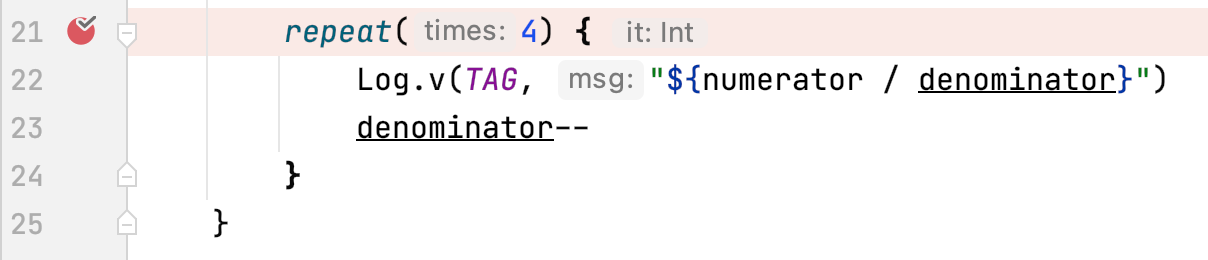 21 repeat( times: 4) { it: Int
22 Log.v(TAG, msg: "${numerator / denominator}")
23 denominator--
24 }
25 }